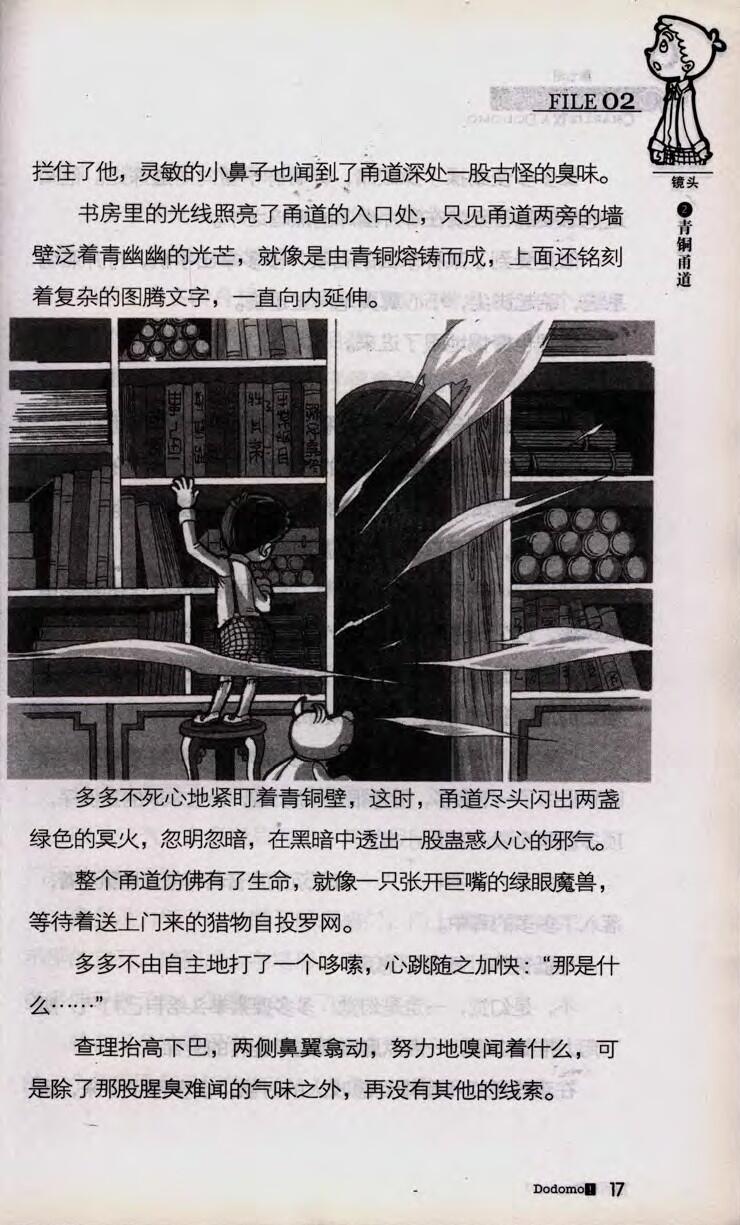 FILE 02
镜头
❷青铜甬道
拦住了他，灵敏的小鼻子也闻到了甬道深处一股古怪的臭味。
书房里的光线照亮了甬道的入口处，只见甬道两旁的墙
壁泛着青幽幽的光芒，就像是由青铜熔铸而成，上面还铭刻
着复杂的图腾文字，一直向内延伸。
多多不死心地紧盯着青铜壁，这时，甬道尽头闪出两盏
绿色的冥火，忽明忽暗，在黑暗中透出一股蛊惑人心的邪气。
整个甬道仿佛有了生命，就像一只张开巨嘴的绿眼魔兽，
等待着送上门来的猎物自投罗网。
多多不由自主地打了一个哆嗦，心跳随之加快：“那是什
么……”
查理抬高下巴，两侧鼻翼翕动，努力地嗅闻着什么，可
是除了那股腥臭难闻的气味之外，再没有其他的线索。
Dodomo! 17